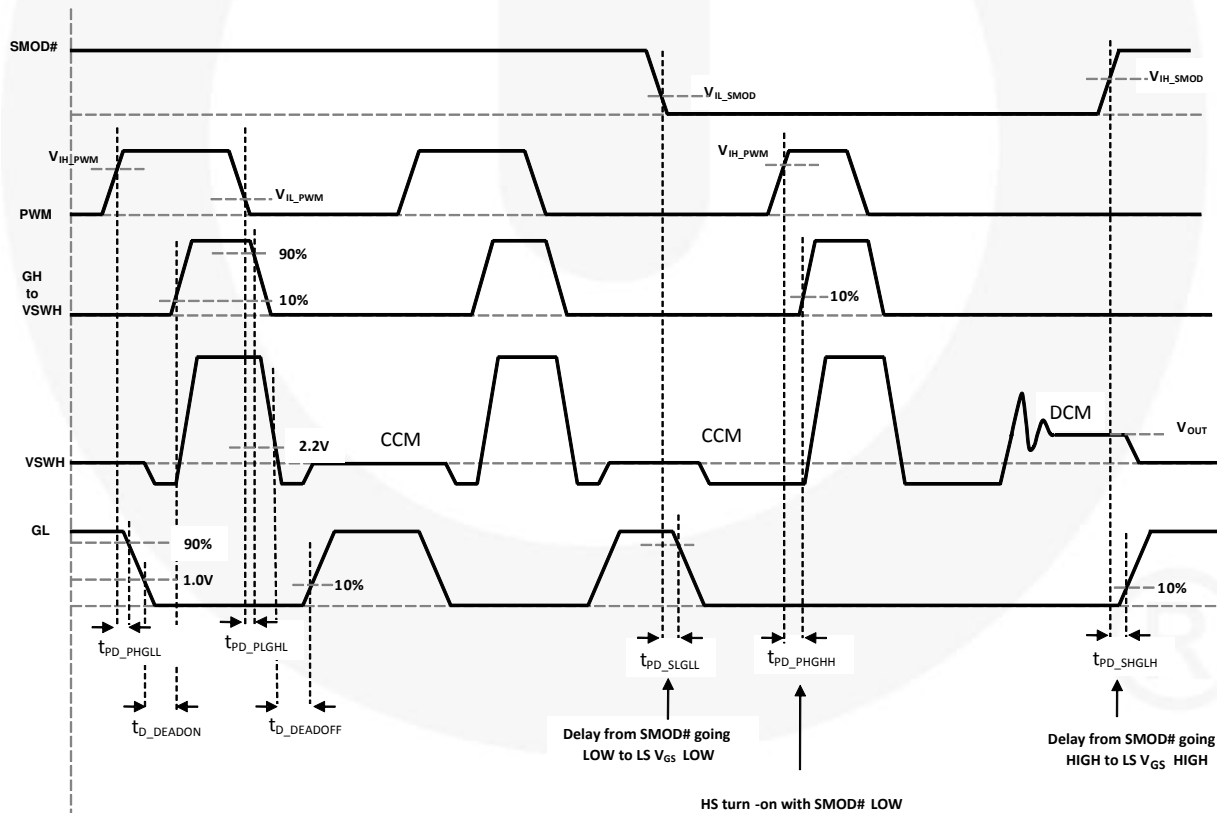 SMOD#
V_IL_SMOD
V_IH_SMOD
V_IH_PWM
V_IL_PWM
V_IH_PWM
PWM
90%
GH
to
VSWH
10%
10%
2.2V
CCM
CCM
DCM
V_OUT
VSWH
GL
90%
1.0V
10%
10%
t_PD_PHGLL
t_PD_PLGHL
t_PD_SLGLL
t_PD_PHGHH
t_PD_SHGLH
t_D_DEADON
t_D_DEADOFF
Delay from SMOD# going
LOW to LS V_GS LOW
Delay from SMOD# going
HIGH to LS V_GS HIGH
HS turn -on with SMOD# LOW
®